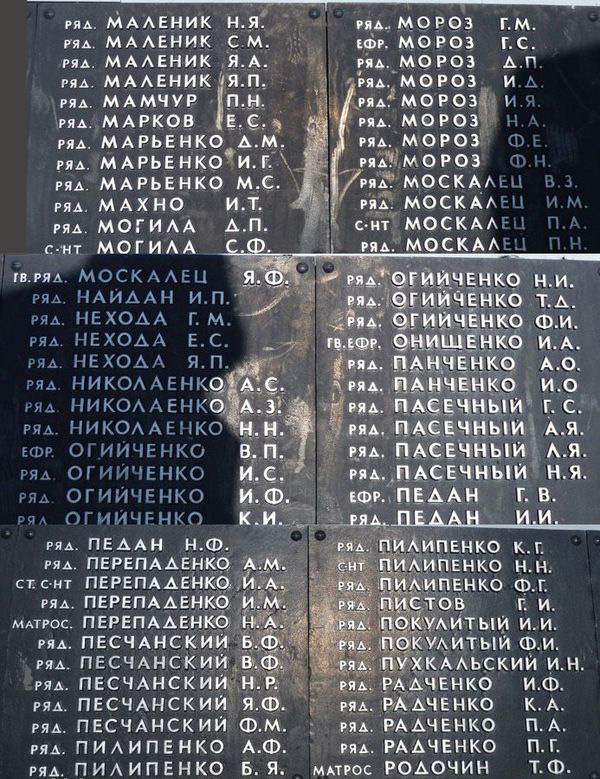 РЯД. МАЛЕНИК Н.Я.
РЯД. МАЛЕНИК С.М.
РЯД. МАЛЕНИК Я.А.
РЯД. МАЛЕНИК Я.П.
РЯД. МАМЧУР П.Н.
РЯД. МАРКОВ Е.С.
РЯД. МАРЬЕНКО Д.М.
РЯД. МАРЬЕНКО И.Г.
РЯД. МАРЬЕНКО М.С.
РЯД. МАХНО И.Т.
РЯД. МОГИЛА Д.П.
С-НТ МОГИЛА С.Ф.
РЯД. МОРОЗ Г.М.
ЕФР. МОРОЗ Г.С.
РЯД. МОРОЗ Д.П.
РЯД. МОРОЗ И.Д.
РЯД. МОРОЗ И.Я.
РЯД. МОРОЗ Н.А.
РЯД. МОРОЗ Ф.Е.
РЯД. МОРОЗ Ф.Н.
РЯД. МОСКАЛЕЦ В.З.
РЯД. МОСКАЛЕЦ И.М.
С-НТ МОСКАЛЕЦ П.А.
РЯД. МОСКАЛЕЦ П.Н.
ГВ.РЯД. МОСКАЛЕЦ Я.Ф.
РЯД. НАЙДАН И.П.
РЯД. НЕХОДА Г.М.
РЯД. НЕХОДА Е.С.
РЯД. НЕХОДА Я.П.
РЯД. НИКОЛАЕНКО А.С.
РЯД. НИКОЛАЕНКО А.З.
РЯД. НИКОЛАЕНКО Н.Н.
ЕФР. ОГИЙЧЕНКО В.П.
РЯД. ОГИЙЧЕНКО И.С.
РЯД. ОГИЙЧЕНКО И.Ф.
РЯД. ОГИЙЧЕНКО К.И.
РЯД. ОГИЙЧЕНКО Н.И.
РЯД. ОГИЙЧЕНКО Т.Д.
РЯД. ОГИЙЧЕНКО Ф.И.
ГВ.ЕФР. ОНИЩЕНКО И.А.
РЯД. ПАНЧЕНКО А.О.
РЯД. ПАНЧЕНКО И.О
РЯД. ПАСЕЧНЫЙ Г.С.
РЯД. ПАСЕЧНЫЙ А.Я.
РЯД. ПАСЕЧНЫЙ Л.Я.
РЯД. ПАСЕЧНЫЙ Н.Я.
ЕФР. ПЕДАН Г.В.
РЯД. ПЕДАН И.И.
РЯД. ПЕДАН Н.Ф.
РЯД. ПЕРЕПАДЕНКО А.М.
СТ. С-НТ ПЕРЕПАДЕНКО И.А.
РЯД. ПЕРЕПАДЕНКО И.М.
МАТРОС. ПЕРЕПАДЕНКО Н.А.
РЯД. ПЕСЧАНСКИЙ Б.Ф.
РЯД. ПЕСЧАНСКИЙ В.Ф.
РЯД. ПЕСЧАНСКИЙ Н.Р.
РЯД. ПЕСЧАНСКИЙ Я.Ф.
РЯД. ПЕСЧАНСКИЙ Ф.М.
РЯД. ПИЛИПЕНКО А.Ф.
РЯД. ПИЛИПЕНКО Б.Я.
РЯД. ПИЛИПЕНКО К.Г.
С-НТ ПИЛИПЕНКО Н.Н.
РЯД. ПИЛИПЕНКО Ф.Г.
РЯД. ПИСТОВ Г.И.
РЯД. ПОКУЛИТЫЙ И.И.
РЯД. ПОКУЛИТЫЙ Ф.И.
РЯД. ПУХКАЛЬСКИЙ И.Н.
РЯД. РАДЧЕНКО И.Ф.
РЯД. РАДЧЕНКО К.А.
РЯД. РАДЧЕНКО П.А.
РЯД. РАДЧЕНКО П.Г.
МАТРОС РОДОЧИН Т.Ф.